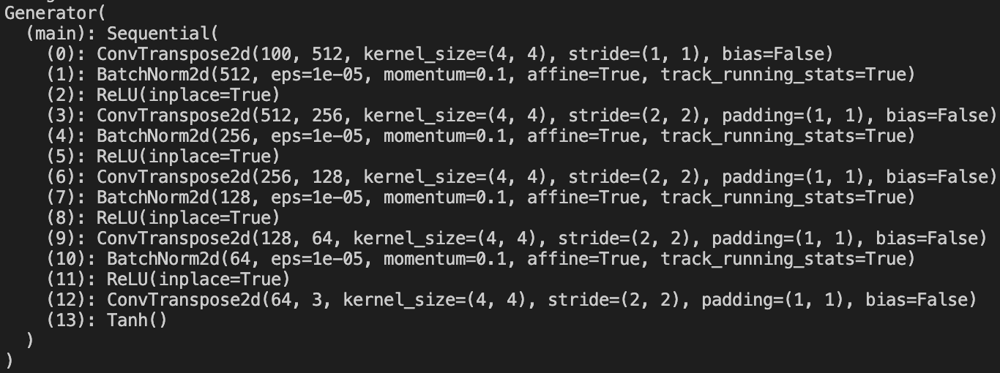 Generator(
  (main): Sequential(
    (0): ConvTranspose2d(100, 512, kernel_size=(4, 4), stride=(1, 1), bias=False)
    (1): BatchNorm2d(512, eps=1e-05, momentum=0.1, affine=True, track_running_stats=True)
    (2): ReLU(inplace=True)
    (3): ConvTranspose2d(512, 256, kernel_size=(4, 4), stride=(2, 2), padding=(1, 1), bias=False)
    (4): BatchNorm2d(256, eps=1e-05, momentum=0.1, affine=True, track_running_stats=True)
    (5): ReLU(inplace=True)
    (6): ConvTranspose2d(256, 128, kernel_size=(4, 4), stride=(2, 2), padding=(1, 1), bias=False)
    (7): BatchNorm2d(128, eps=1e-05, momentum=0.1, affine=True, track_running_stats=True)
    (8): ReLU(inplace=True)
    (9): ConvTranspose2d(128, 64, kernel_size=(4, 4), stride=(2, 2), padding=(1, 1), bias=False)
    (10): BatchNorm2d(64, eps=1e-05, momentum=0.1, affine=True, track_running_stats=True)
    (11): ReLU(inplace=True)
    (12): ConvTranspose2d(64, 3, kernel_size=(4, 4), stride=(2, 2), padding=(1, 1), bias=False)
    (13): Tanh()
  )
)